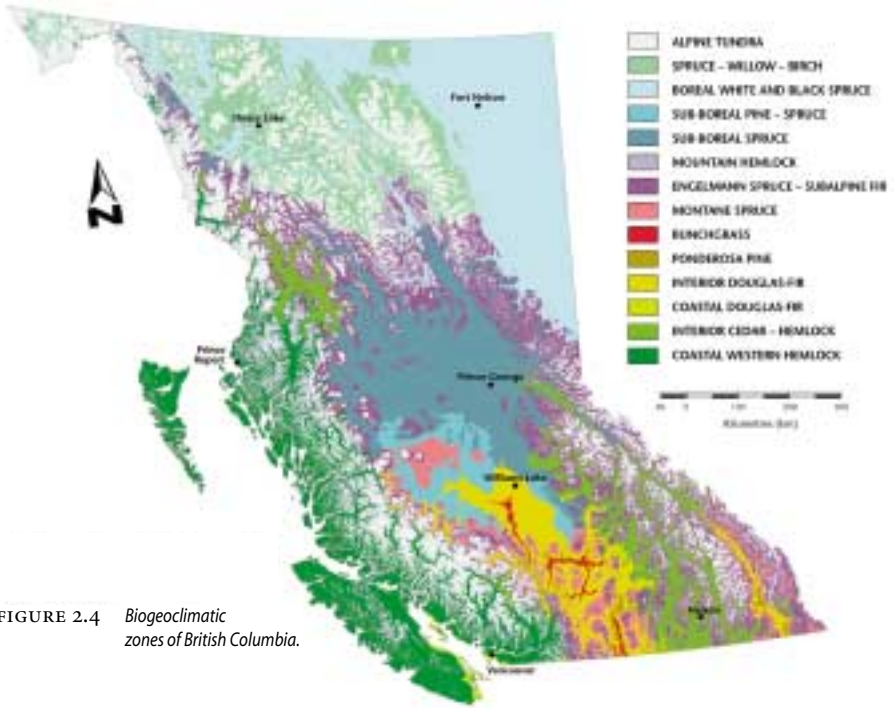 ALPINE TUNDRA
SPRUCE – WILLOW – BIRCH
BOREAL WHITE AND BLACK SPRUCE
SUB-BOREAL PINE – SPRUCE
SUB-BOREAL SPRUCE
MOUNTAIN HEMLOCK
ENGELMANN SPRUCE – SUBALPINE FIR
MONTANE SPRUCE
BUNCHGRASS
PONDEROSA PINE
INTERIOR DOUGLAS-FIR
COASTAL DOUGLAS-FIR
INTERIOR CEDAR – HEMLOCK
COASTAL WESTERN HEMLOCK
Fort Nelson
N
Prince
Rupert
Prince George
Kilometres (km)
Williams Lake
Vancouver
FIGURE 2.4 Biogeoclimatic
zones of British Columbia.